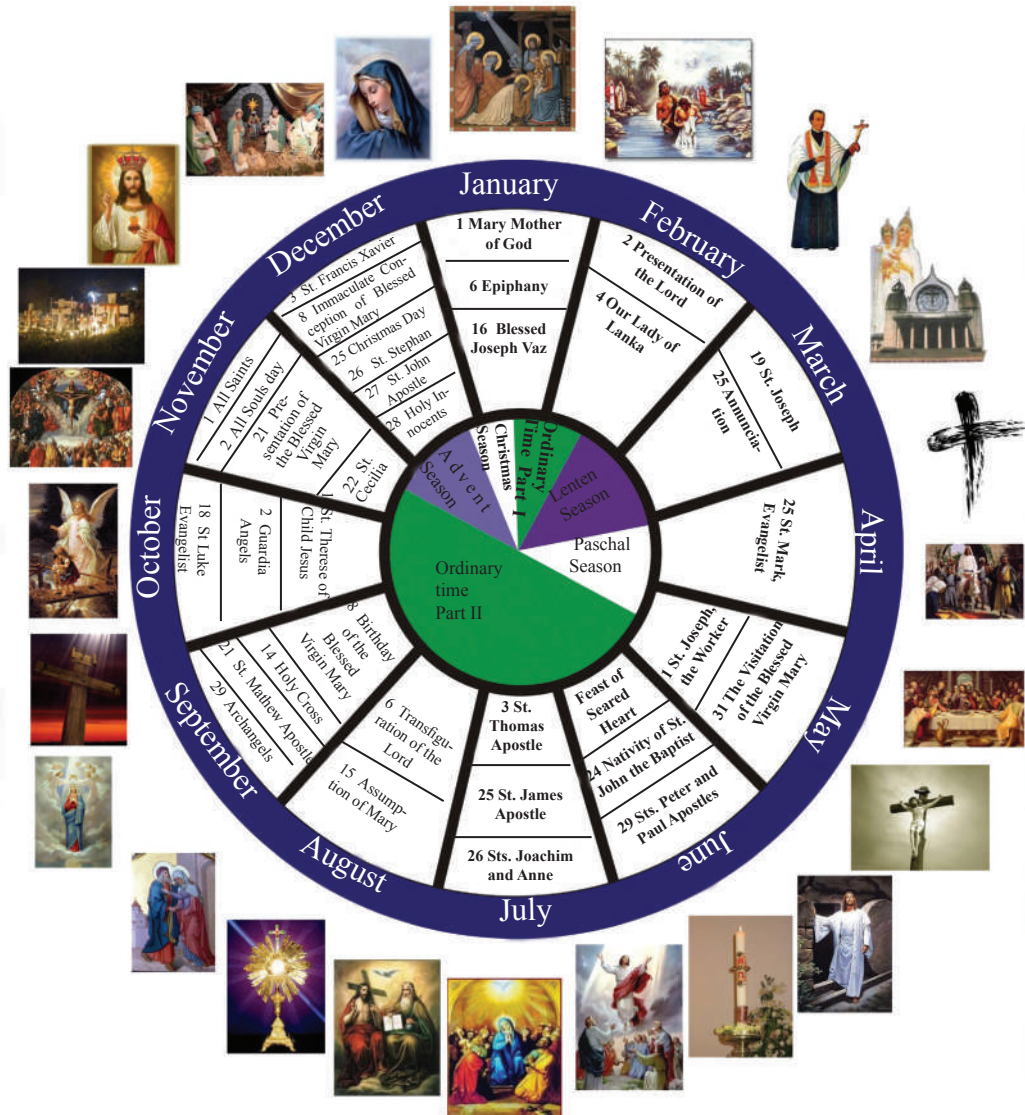 January
1 Mary Mother
of God
6 Epiphany
16 Blessed
Joseph Vaz
February
2 Presentation of
the Lord
4 Our Lady of
Lanka
March
19 St. Joseph
25 Annuncia-
tion
April
25 St. Mark,
Evangelist
May
1 St. Joseph,
the Worker
31 The Visitation
of the Blessed
Virgin Mary
June
Feast of
Seared
Heart
24 Nativity of St.
John the Baptist
29 Sts. Peter and
Paul Apostles
July
3 St.
Thomas
Apostle
25 St. James
Apostle
26 Sts. Joachim
and Anne
August
6 Transfigu-
ration of the
Lord
15 Assump-
tion of Mary
September
8 Birthday
of the
Blessed
Virgin Mary
14 Holy Cross
21 St. Mathew Apostle
29 Archangels
October
1 St. Therese of
Child Jesus
2 Guardia
Angels
18 St Luke
Evangelist
November
1 All Saints
2 All Souls day
21 Pre-
sentation of
the Blessed
Virgin
Mary
22 St.
Cecilia
December
3 St. Francis Xavier
8 Immaculate Con-
ception of Blessed
Virgin Mary
25 Christmas Day
26 St. Stephan
27 St. John
Apostle
28 Holy In-
nocents
Advent
Season
Christmas
Season
Ordinary
Time Part I
Lenten
Season
Paschal
Season
Ordinary
time
Part II